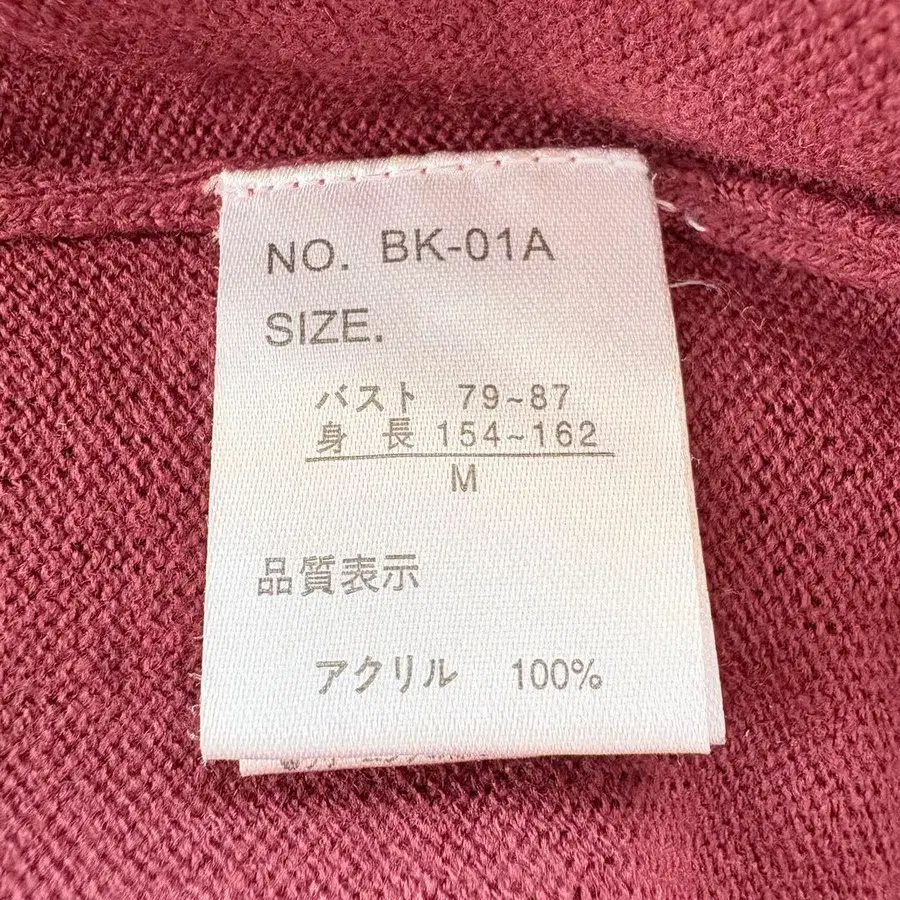 NO. BK-01A
SIZE.
バスト 79~87
身 長 154~162
M
品質表示
アクリル 100%